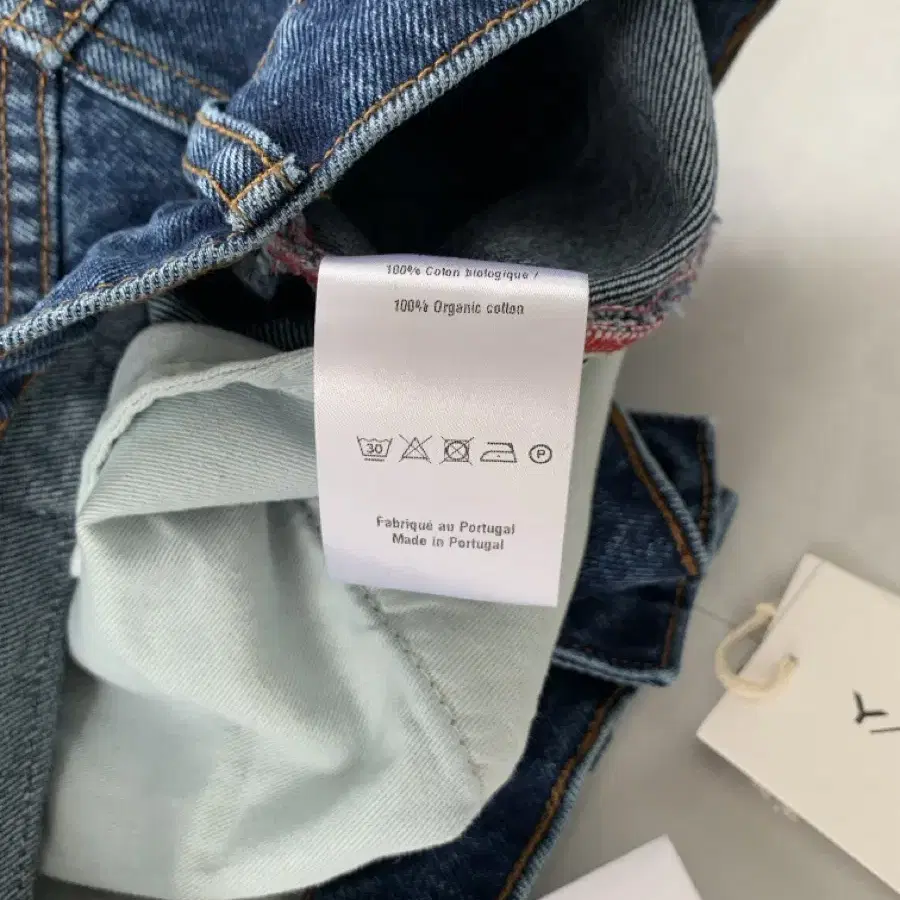 100% Coton biologique /
100% Organic cotton
30
P
Fabriqué au Portugal
Made in Portugal
Y